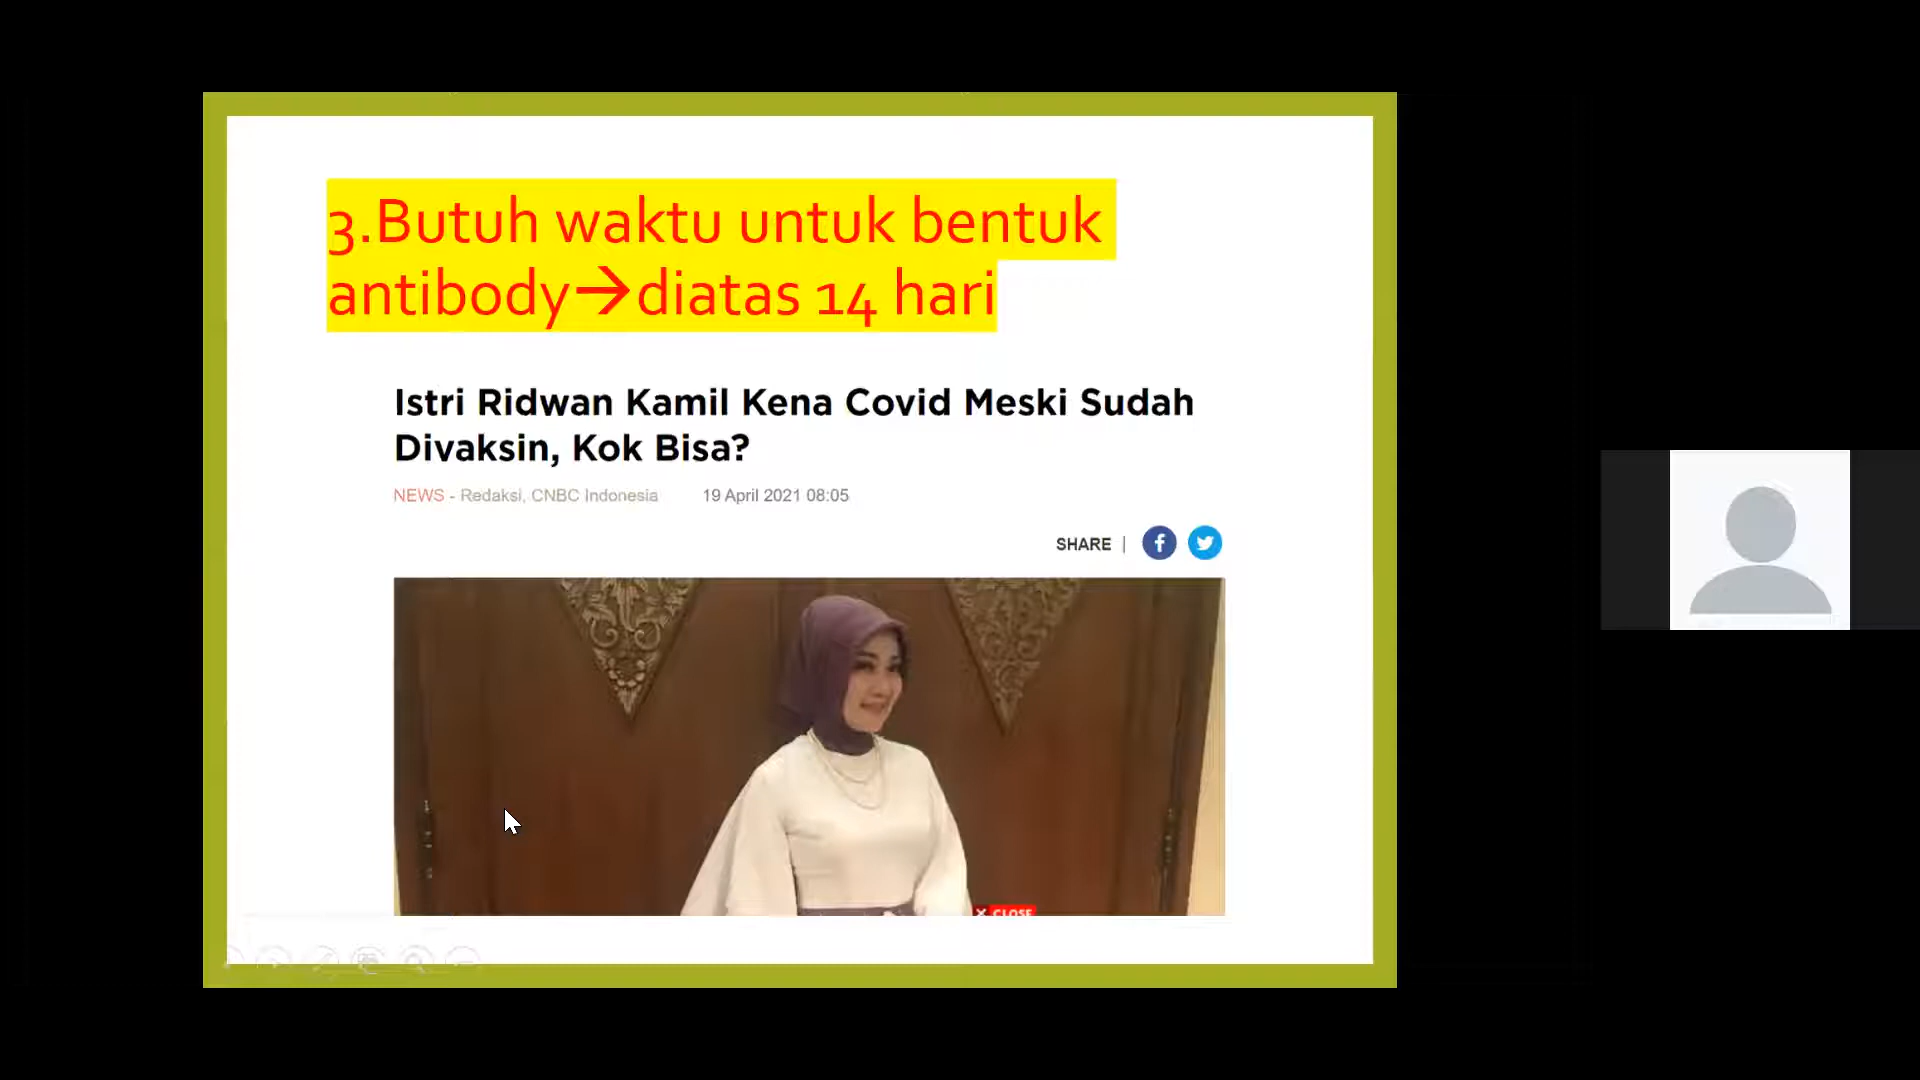 3.Butuh waktu untuk bentuk
antibody→diatas 14 hari
Istri Ridwan Kamil Kena Covid Meski Sudah
Divaksin, Kok Bisa?
NEWS - Redaksi, CNBC Indonesia 19 April 2021 08:05
SHARE |
X CLOSE